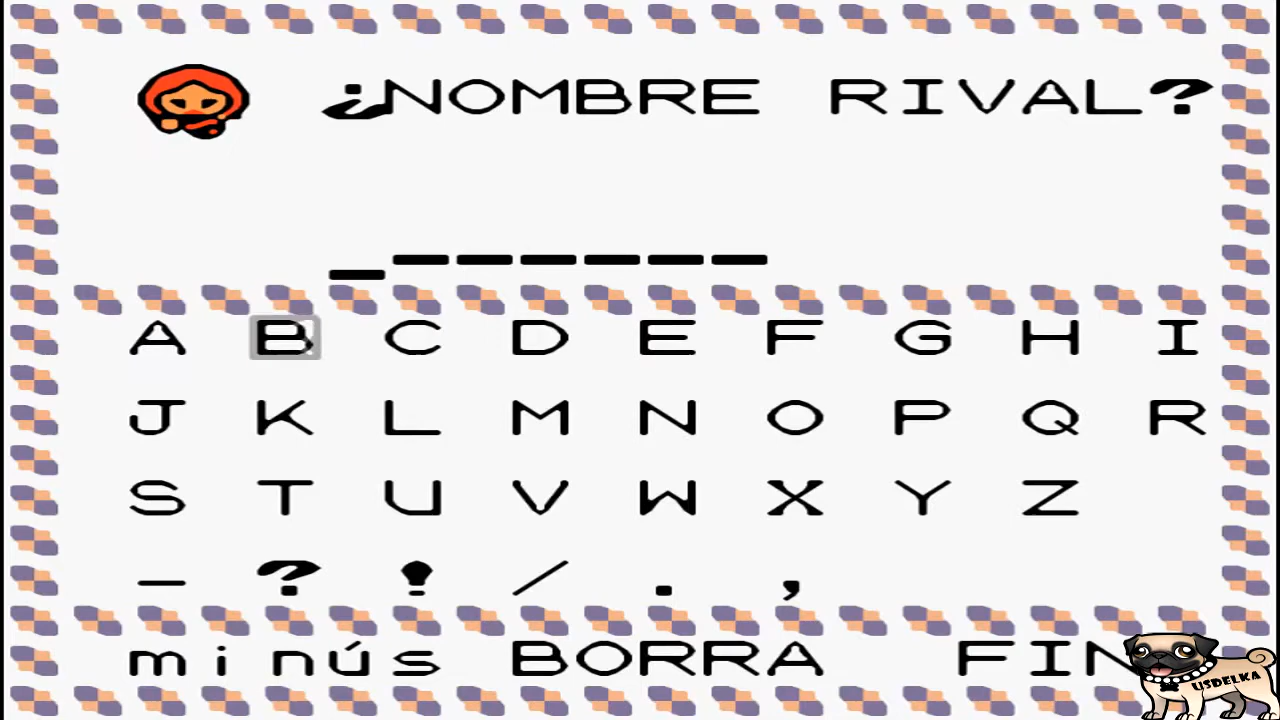 ¿NOMBRE RIVAL?
A B C D E F G H I
J K L M N O P Q R
S T U V W X Y Z
– ? ! / . ,
minús BORRA FIN
USDELKA